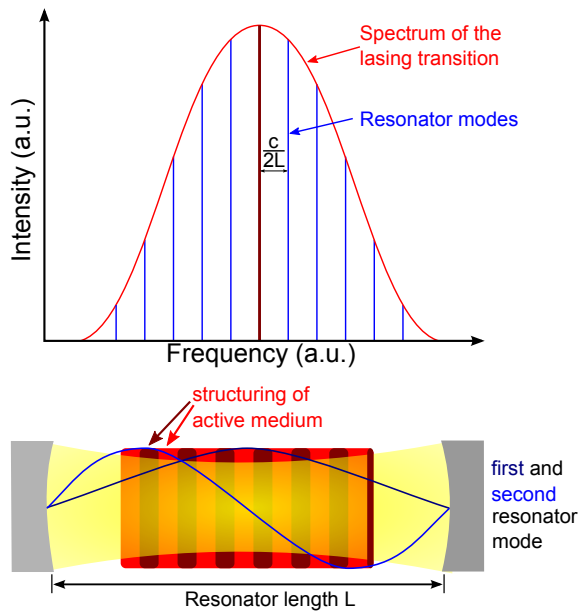 Spectrum of the
lasing transition
Resonator modes
c
2L
Intensity (a.u.)
Frequency (a.u.)
structuring of
active medium
first and
second
resonator
mode
Resonator length L